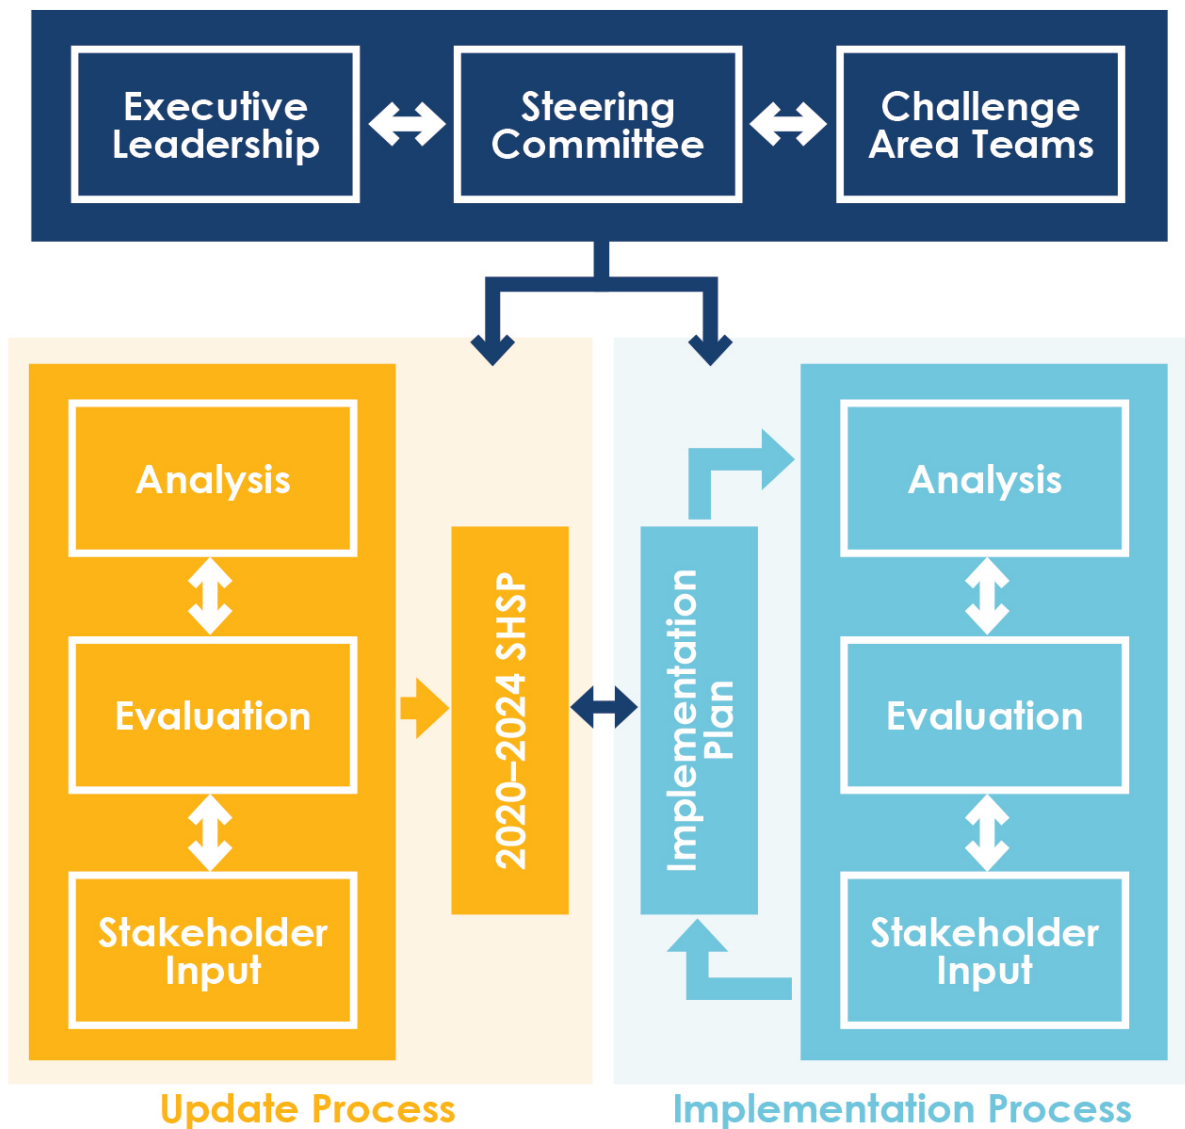 Executive
Leadership
Steering
Committee
Challenge
Area Teams
Analysis
Evaluation
Stakeholder
Input
2020–2024 SHSP
Update Process
Implementation
Plan
Analysis
Evaluation
Stakeholder
Input
Implementation Process